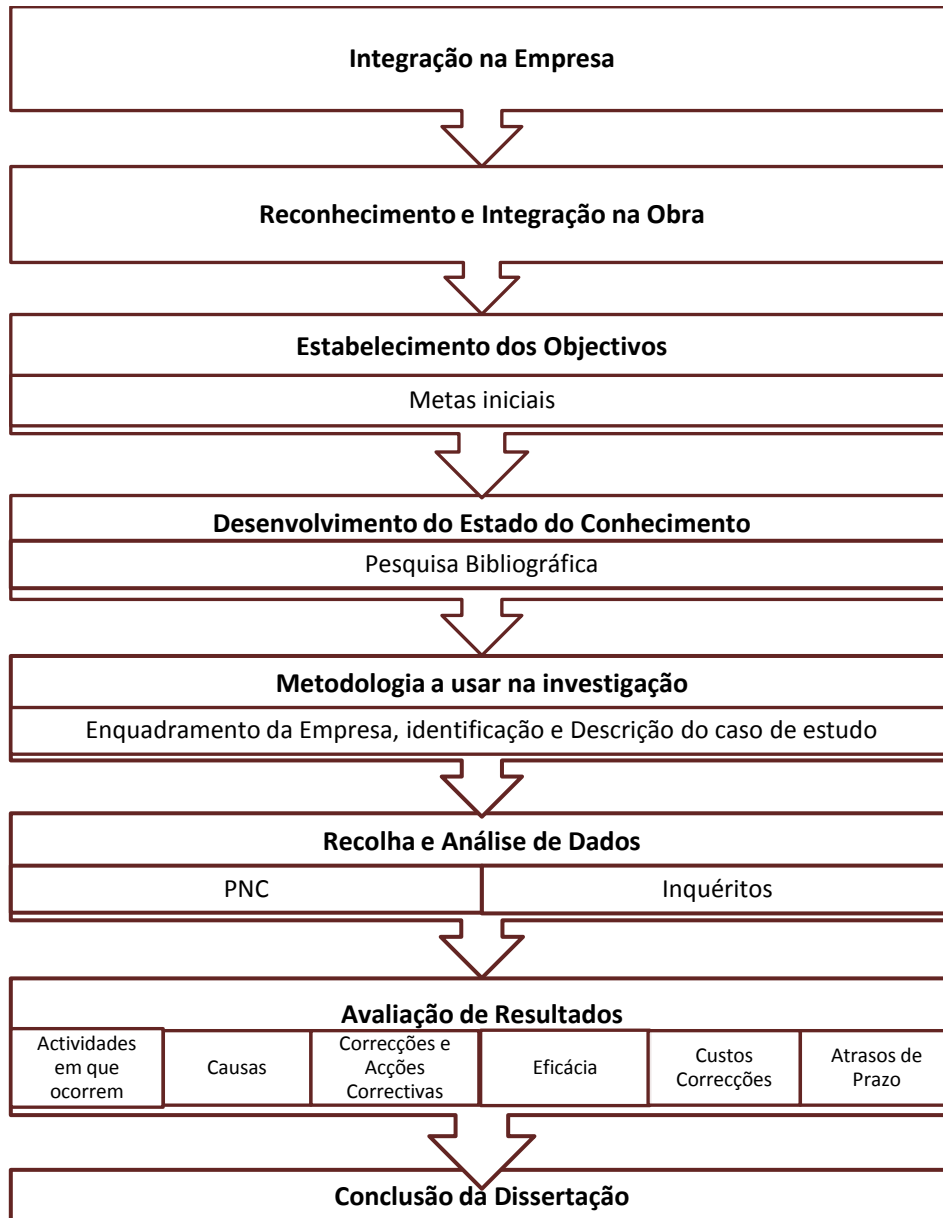 Integração na Empresa
Reconhecimento e Integração na Obra
Estabelecimento dos Objectivos
Metas iniciais
Desenvolvimento do Estado do Conhecimento
Pesquisa Bibliográfica
Metodologia a usar na investigação
Enquadramento da Empresa, identificação e Descrição do caso de estudo
Recolha e Análise de Dados
PNC
Inquéritos
Avaliação de Resultados
Actividades
em que
ocorrem
Causas
Correcções e
Acções
Correctivas
Eficácia
Custos
Correcções
Atrasos de
Prazo
Conclusão da Dissertação